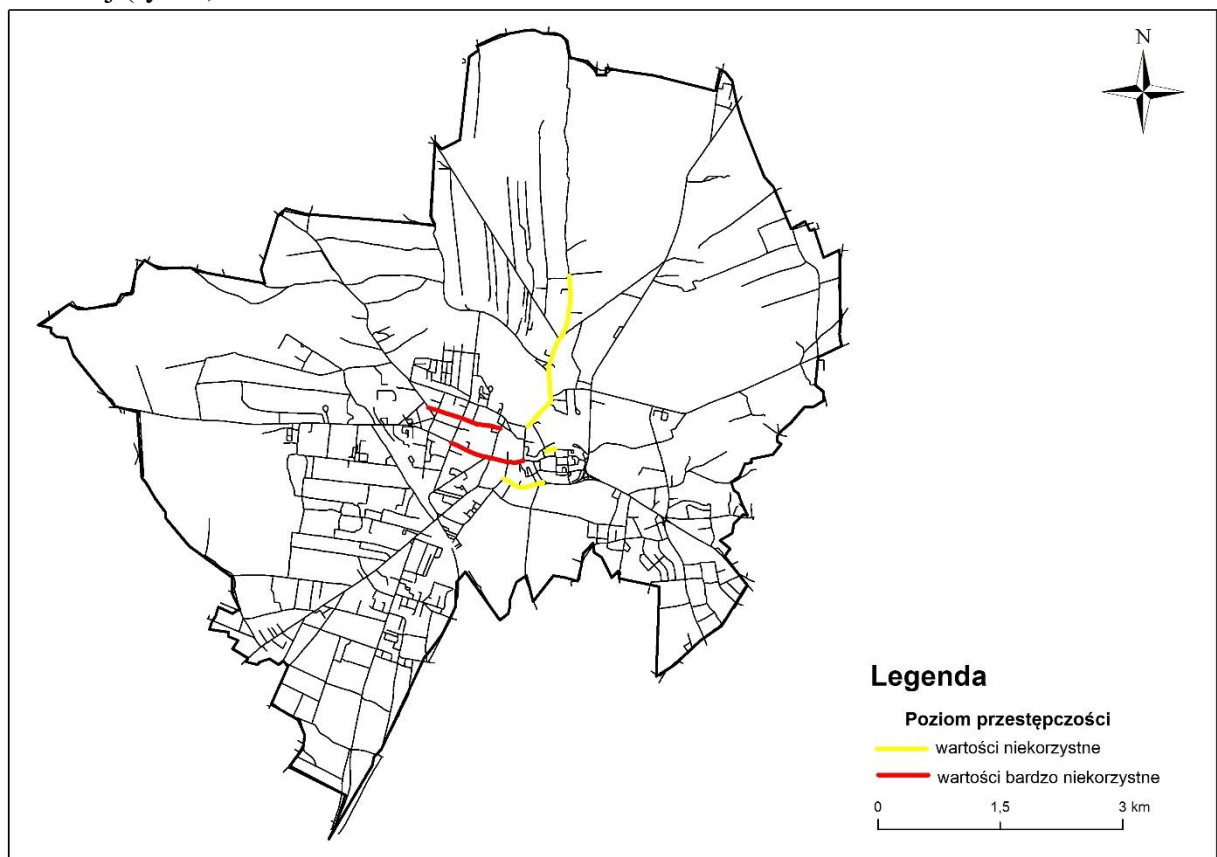 N
Legenda
Poziom przestępczości
wartości niekorzystne
wartości bardzo niekorzystne
0 1,5 3 km